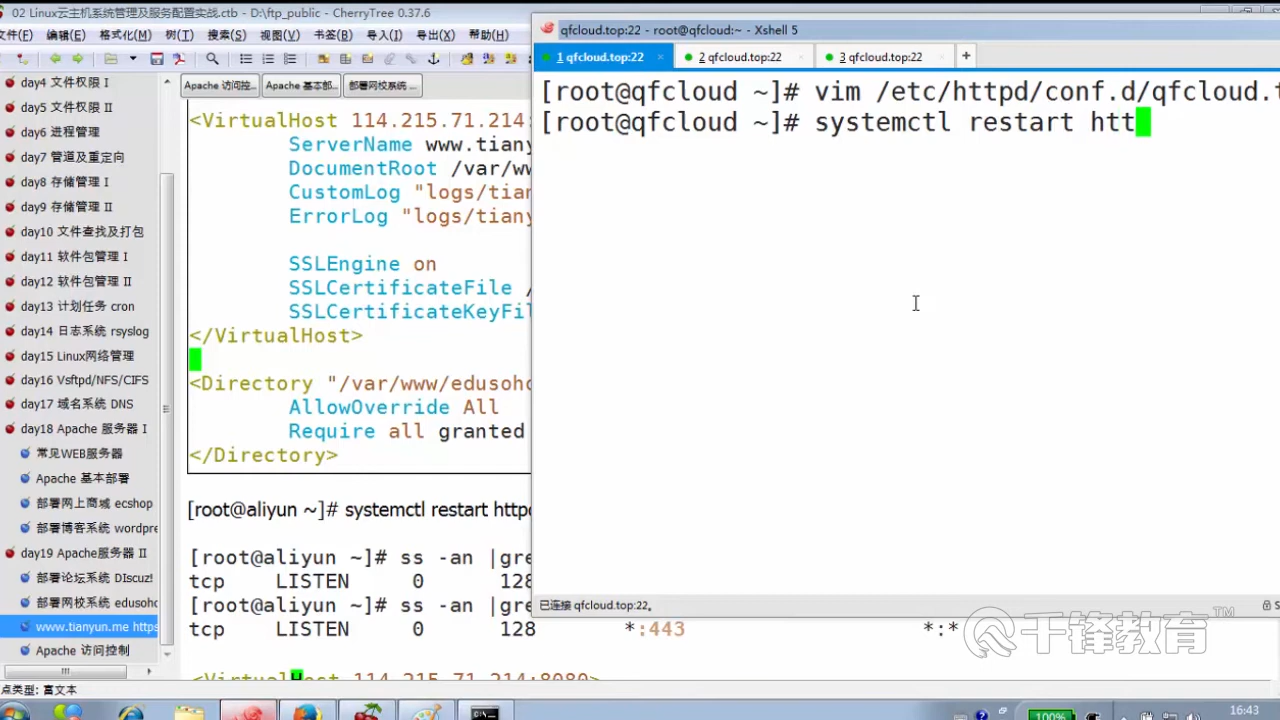 02 Linux云主机系统管理及服务配置实战.ctb - D:\ftp_public - CherryTree 0.37.6
文件(F) 编辑(E) 格式化(M) 树(T) 搜索(S) 视图(V) 书签(B) 导入(I) 导出(X) 帮助(H)
day4 文件权限 I
day5 文件权限 II
day6 进程管理
day7 管道及重定向
day8 存储管理 I
day9 存储管理 II
day10 文件查找及打包
day11 软件包管理 I
day12 软件包管理 II
day13 计划任务 cron
day14 日志系统 rsyslog
day15 Linux网络管理
day16 Vsftpd/NFS/CIFS
day17 域名系统 DNS
day18 Apache 服务器 I
常见WEB服务器
Apache 基本部署
部署网上商城 ecshop
部署博客系统 wordpre
day19 Apache服务器 II
部署论坛系统 DIscuz!
部署网校系统 edusoho
www.tianyun.me https
Apache 访问控制
点类型: 富文本
Apache 访问控... Apache 基本部... 部署网校系统 ...
<VirtualHost 114.215.71.214:
ServerName www.tiany
DocumentRoot /var/ww
CustomLog "logs/tian
ErrorLog "logs/tiany
SSLEngine on
SSLCertificateFile /
SSLCertificateKeyFil
</VirtualHost>
<Directory "/var/www/edusoho
AllowOverride All
Require all granted
</Directory>
[root@aliyun ~]# systemctl restart httpd
[root@aliyun ~]# ss -an |gre
tcp LISTEN 0 128
[root@aliyun ~]# ss -an |gre
tcp LISTEN 0 128 *:443 *:*
<VirtualHost 114.215.71.214:8080>
qfcloud.top:22 - root@qfcloud:~ - Xshell 5
1 qfcloud.top:22 × 2 qfcloud.top:22 3 qfcloud.top:22 +
[root@qfcloud ~]# vim /etc/httpd/conf.d/qfcloud.t
[root@qfcloud ~]# systemctl restart htt
已连接 qfcloud.top:22。
千锋教育TM
100%
16:43